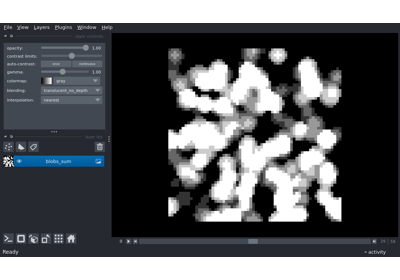 File View Layers Plugins Window Help
opacity: 1.00
contrast limits:
auto-contrast: once continuous
gamma: 1.00
colormap: gray
blending: translucent_no_depth
interpolation: nearest
blobs_sum
Ready
activity